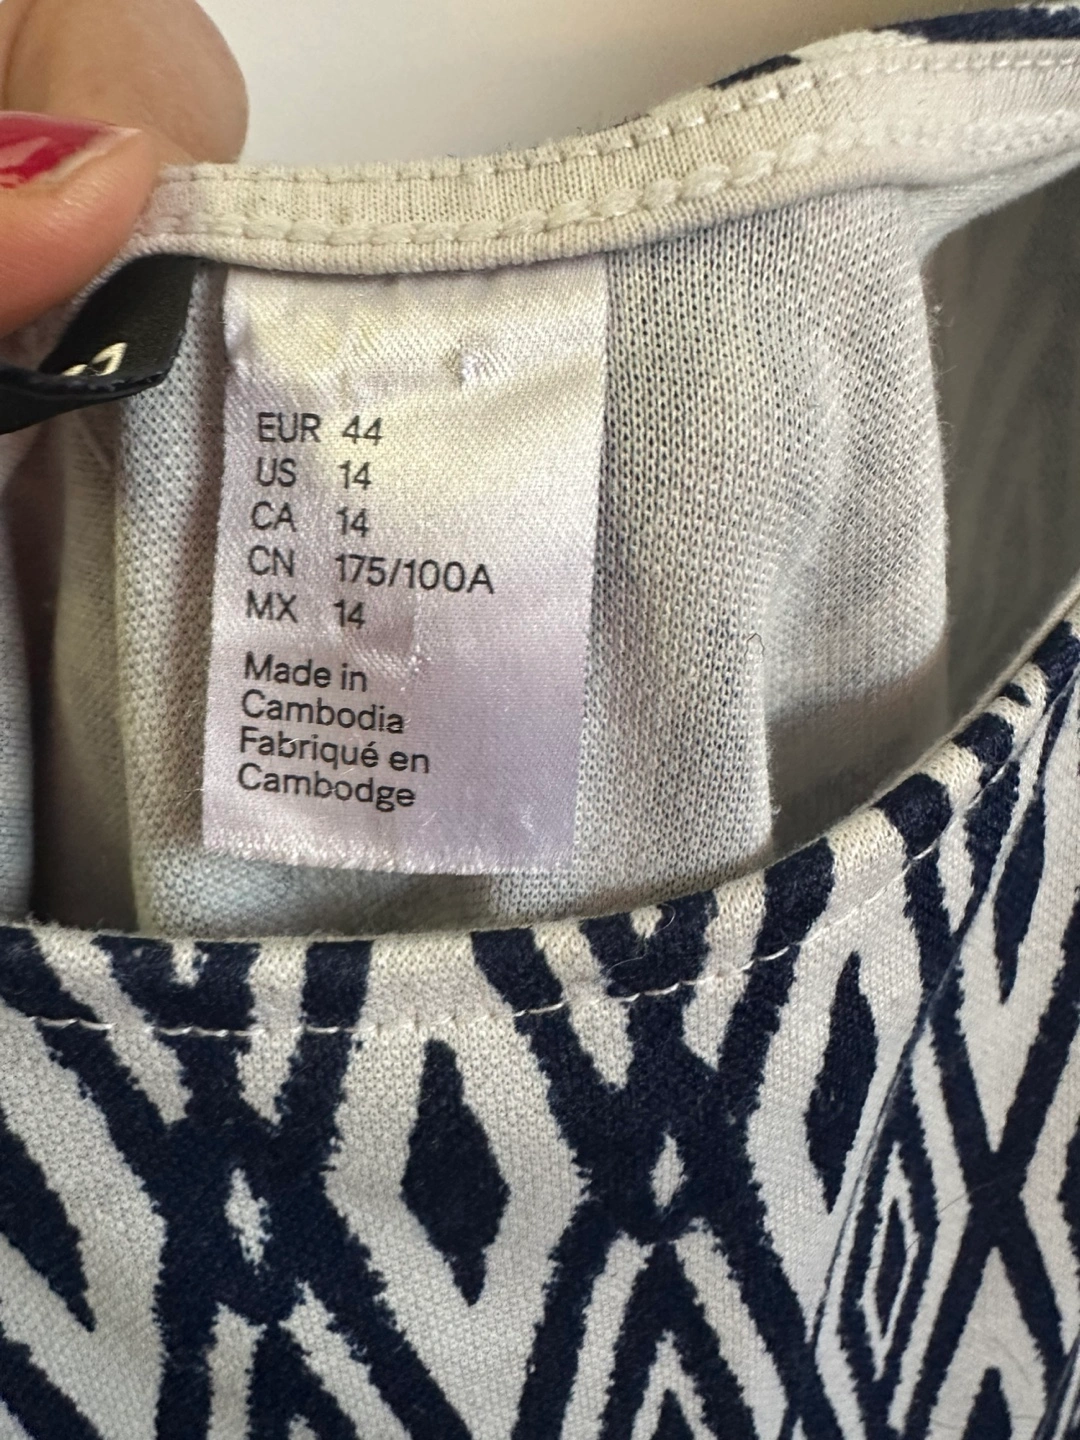 EUR 44
US 14
CA 14
CN 175/100A
MX 14
Made in
Cambodia
Fabriqué en
Cambodge